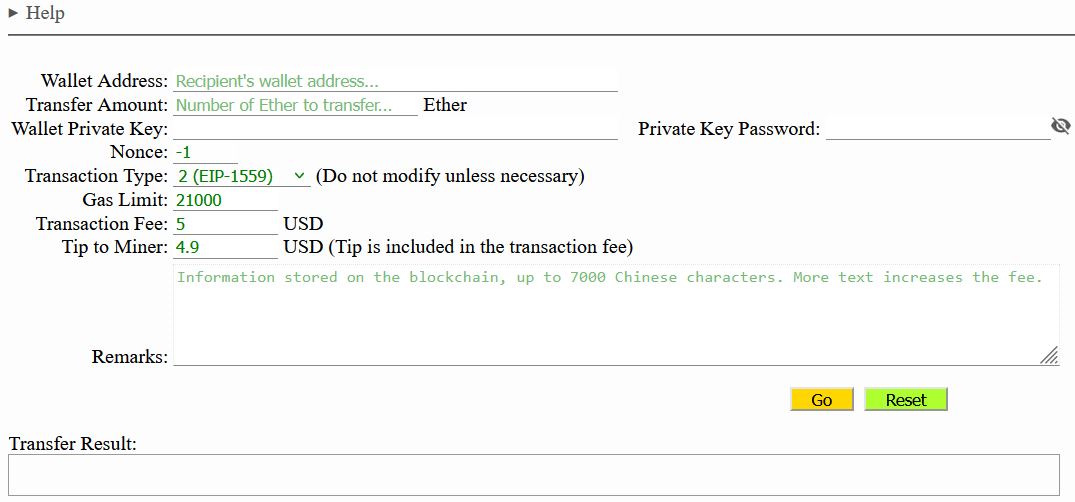 ▸ Help
Wallet Address: Recipient's wallet address...
Transfer Amount: Number of Ether to transfer... Ether
Wallet Private Key: Private Key Password:
Nonce: -1
Transaction Type: 2 (EIP-1559) (Do not modify unless necessary)
Gas Limit: 21000
Transaction Fee: 5 USD
Tip to Miner: 4.9 USD (Tip is included in the transaction fee)
Information stored on the blockchain, up to 7000 Chinese characters. More text increases the fee.
Remarks:
Go Reset
Transfer Result: